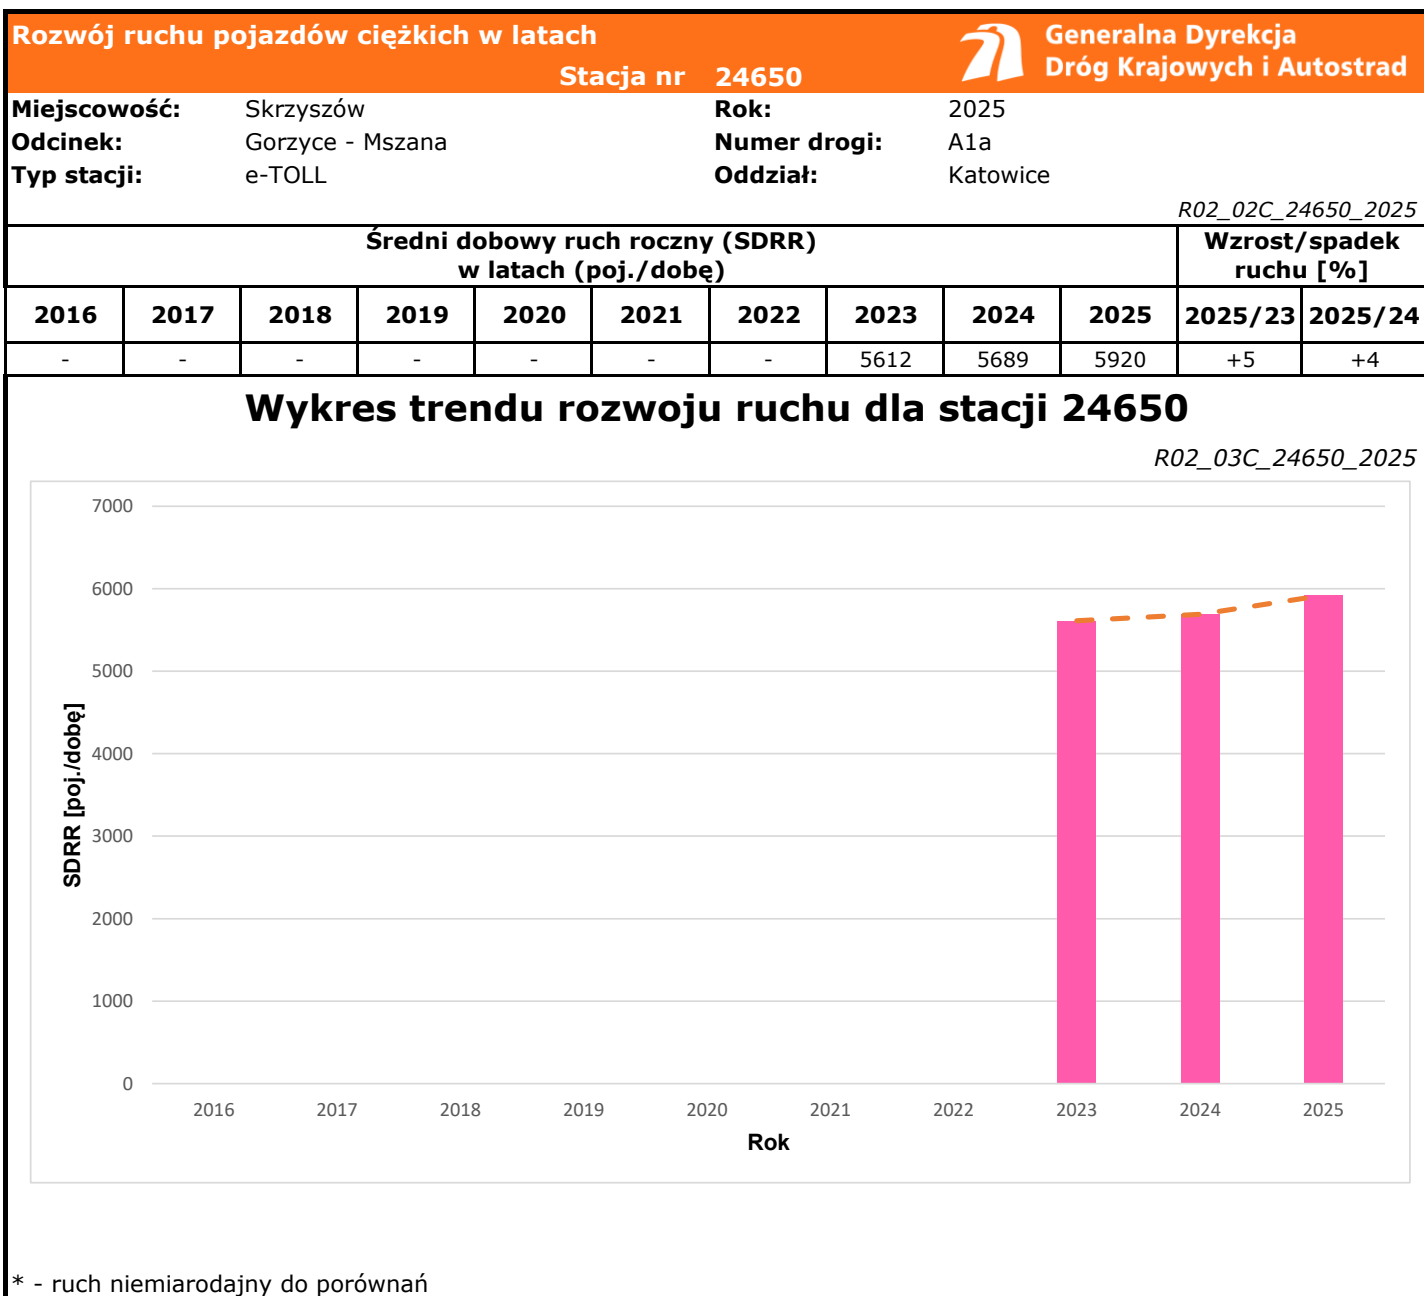 Rozwój ruchu pojazdów ciężkich w latach
Stacja nr 24650
Generalna Dyrekcja
Dróg Krajowych i Autostrad
Miejscowość: Skrzyszów Rok: 2025
Odcinek: Gorzyce - Mszana Numer drogi: A1a
Typ stacji: e-TOLL Oddział: Katowice
R02_02C_24650_2025
Średni dobowy ruch roczny (SDRR)
w latach (poj./dobę)
Wzrost/spadek
ruchu [%]
2016 2017 2018 2019 2020 2021 2022 2023 2024 2025 2025/23 2025/24
- - - - - - - 5612 5689 5920 +5 +4
Wykres trendu rozwoju ruchu dla stacji 24650
R02_03C_24650_2025
7000
6000
5000
4000
3000
2000
1000
0
SDRR [poj./dobę]
2016 2017 2018 2019 2020 2021 2022 2023 2024 2025
Rok
* - ruch niemiarodajny do porównań